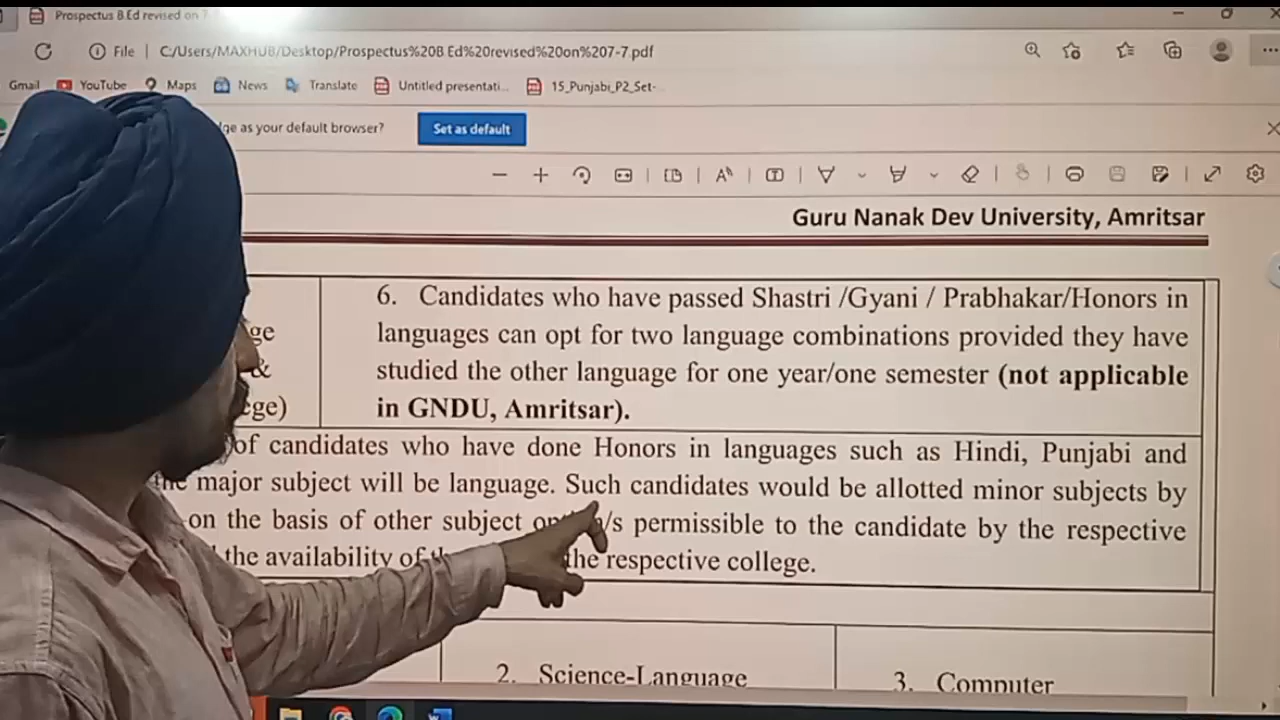 Prospectus B.Ed revised on 7
File | C:/Users/MAXHUB/Desktop/Prospectus%20B Ed%20revised%20on%207-7.pdf
Gmail YouTube Maps News Translate Untitled presentati... 15_Punjabi_P2_Set-
as your default browser? Set as default
Guru Nanak Dev University, Amritsar
6. Candidates who have passed Shastri /Gyani / Prabhakar/Honors in
languages can opt for two language combinations provided they have
studied the other language for one year/one semester (not applicable
&
in GNDU, Amritsar).
of candidates who have done Honors in languages such as Hindi, Punjabi and
the major subject will be language. Such candidates would be allotted minor subjects by
on the basis of other subject permissible to the candidate by the respective
the availability of the respective college.
2. Science-Language
3. Computer